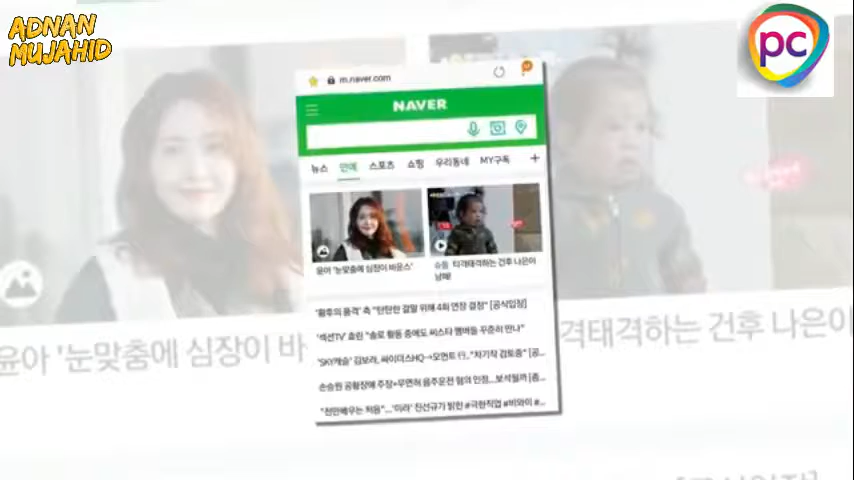 ADNAN
MUJAHID
pc
m.naver.com
NAVER
뉴스 연예 스포츠 쇼핑 우리동네 MY구독 +
윤아 '눈맞춤에 심장이 바운스'
슈돌 티격태격하는 건후 나은이 남매!
'황후의 품격' 측 "탄탄한 결말 위해 4회 연장 결정" [공식입장]
'섹션TV' 효린 "솔로 활동 중에도 씨스타 멤버들 꾸준히 만나"
'SKY캐슬' 김보라, 싸이더스HQ→모먼트 行.."차기작 검토중" [공...
손승원 공황장애 주장+무면허 음주운전 혐의 인정...보석될까 [종...
"천만배우는 처음"...'미라' 진선규가 밝힌 #극한직업 #비와이 #...
윤아 '눈맞춤에 심장이 바
격태격하는 건후 나은이